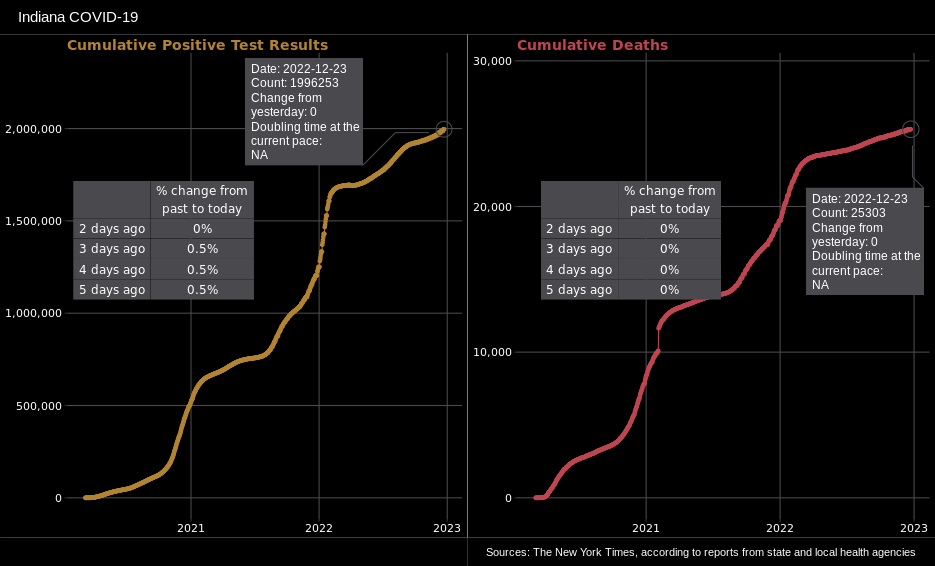 Indiana COVID-19
Cumulative Positive Test Results
Date: 2022-12-23
Count: 1996253
Change from
yesterday: 0
Doubling time at the
current pace:
NA
2,000,000
1,500,000
1,000,000
500,000
0
% change from
past to today
2 days ago 0%
3 days ago 0.5%
4 days ago 0.5%
5 days ago 0.5%
2021 2022 2023
Cumulative Deaths
30,000
20,000
10,000
0
% change from
past to today
2 days ago 0%
3 days ago 0%
4 days ago 0%
5 days ago 0%
Date: 2022-12-23
Count: 25303
Change from
yesterday: 0
Doubling time at the
current pace:
NA
2021 2022 2023
Sources: The New York Times, according to reports from state and local health agencies